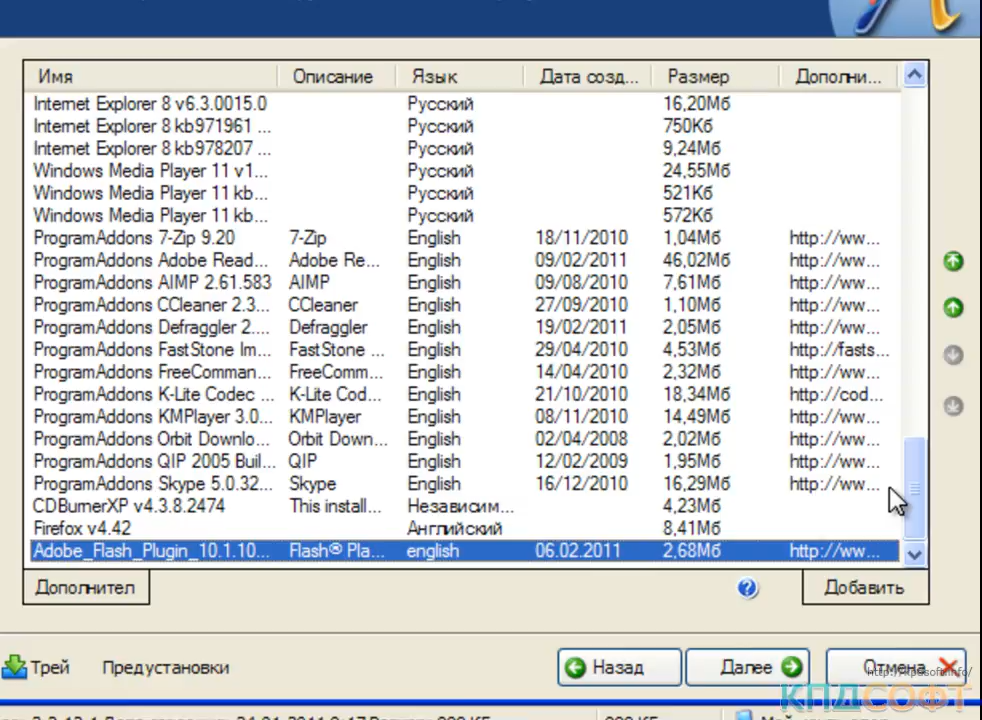 Имя Описание Язык Дата созд... Размер Дополни...
Internet Explorer 8 v6.3.0015.0 Русский 16,20Мб
Internet Explorer 8 kb971961 ... Русский 750Кб
Internet Explorer 8 kb978207 ... Русский 9,24Мб
Windows Media Player 11 v1... Русский 24,55Мб
Windows Media Player 11 kb... Русский 521Кб
Windows Media Player 11 kb... Русский 572Кб
ProgramAddons 7-Zip 9.20 7-Zip English 18/11/2010 1,04Мб http://ww...
ProgramAddons Adobe Read... Adobe Re... English 09/02/2011 46,02Мб http://ww...
ProgramAddons AIMP 2.61.583 AIMP English 09/08/2010 7,61Мб http://ww...
ProgramAddons CCleaner 2.3... CCleaner English 27/09/2010 1,10Мб http://ww...
ProgramAddons Defraggler 2.... Defraggler English 19/02/2011 2,05Мб http://ww...
ProgramAddons FastStone Im... FastStone ... English 29/04/2010 4,53Мб http://fasts...
ProgramAddons FreeComman... FreeComm... English 14/04/2010 2,32Мб http://ww...
ProgramAddons K-Lite Codec ... K-Lite Cod... English 21/10/2010 18,34Мб http://cod...
ProgramAddons KMPlayer 3.0... KMPlayer English 08/11/2010 14,49Мб http://ww...
ProgramAddons Orbit Downlo... Orbit Down... English 02/04/2008 2,02Мб http://ww...
ProgramAddons QIP 2005 Buil... QIP English 12/02/2009 1,95Мб http://ww...
ProgramAddons Skype 5.0.32... Skype English 16/12/2010 16,29Мб http://ww...
CDBurnerXP v4.3.8.2474 This install... Независим... 4,23Мб
Firefox v4.42 Английский 8,41Мб
Adobe_Flash_Plugin_10.1.10... Flash® Pla... english 06.02.2011 2,68Мб http://ww...
Дополнител Добавить
Трей Предустановки Назад Далее Отмена
КПДСОФТ